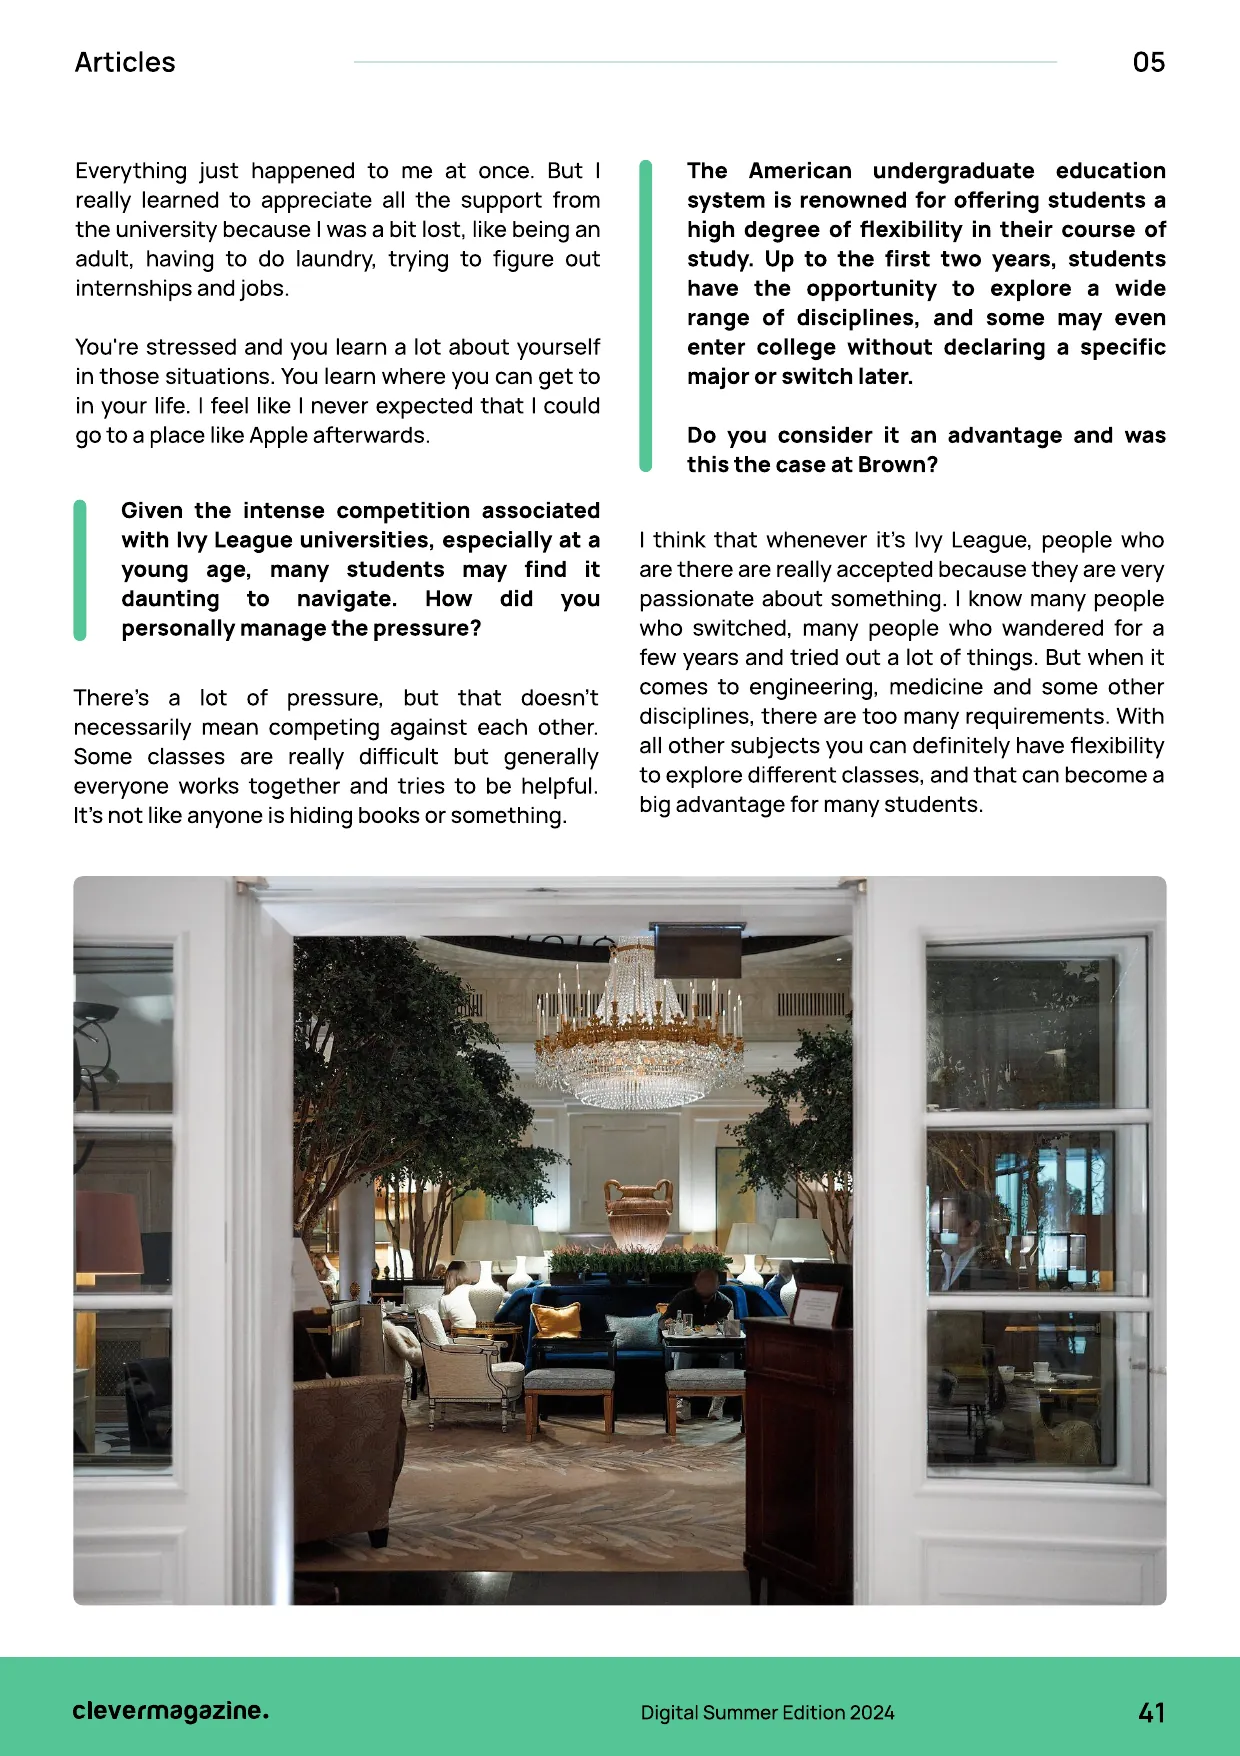 Articles
05
Everything just happened to me at once. But I
really learned to appreciate all the support from
the university because I was a bit lost, like being an
adult, having to do laundry, trying to figure out
internships and jobs.
You're stressed and you learn a lot about yourself
in those situations. You learn where you can get to
in your life. I feel like I never expected that I could
go to a place like Apple afterwards.
Given the intense competition associated
with Ivy League universities, especially at a
young age, many students may find it
daunting to navigate. How did you
personally manage the pressure?
There’s a lot of pressure, but that doesn’t
necessarily mean competing against each other.
Some classes are really difficult but generally
everyone works together and tries to be helpful.
It’s not like anyone is hiding books or something.
The American undergraduate education
system is renowned for offering students a
high degree of flexibility in their course of
study. Up to the first two years, students
have the opportunity to explore a wide
range of disciplines, and some may even
enter college without declaring a specific
major or switch later.
Do you consider it an advantage and was
this the case at Brown?
I think that whenever it’s Ivy League, people who
are there are really accepted because they are very
passionate about something. I know many people
who switched, many people who wandered for a
few years and tried out a lot of things. But when it
comes to engineering, medicine and some other
disciplines, there are too many requirements. With
all other subjects you can definitely have flexibility
to explore different classes, and that can become a
big advantage for many students.
clevermagazine.
Digital Summer Edition 2024
41